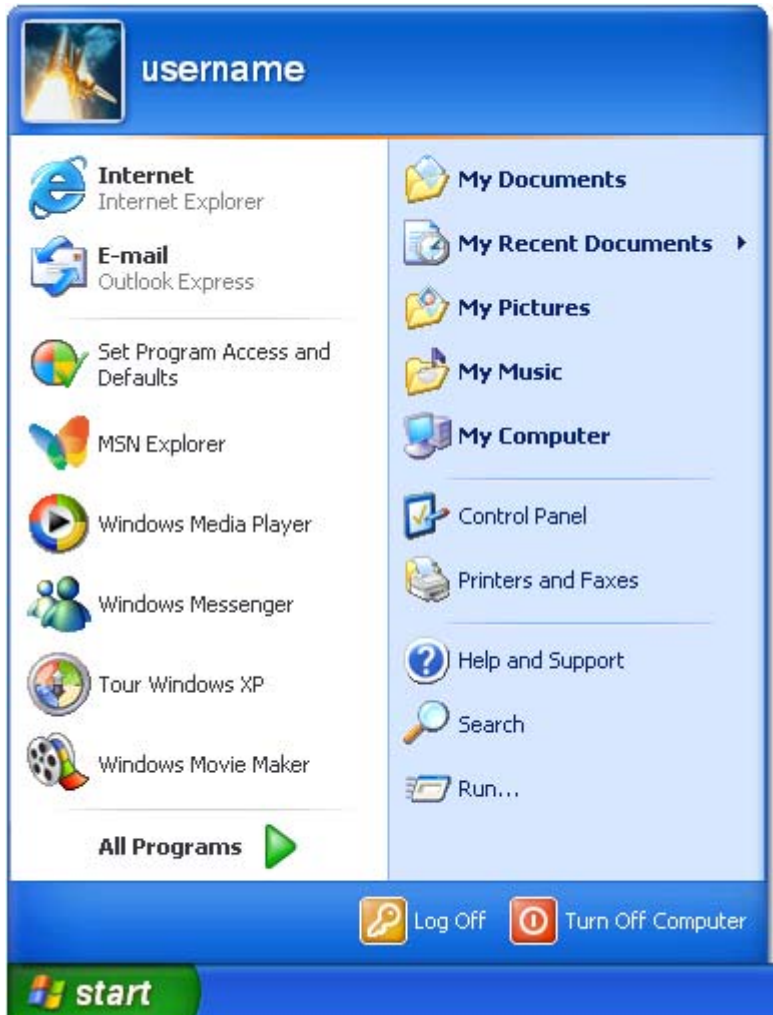 username
Internet
Internet Explorer
E-mail
Outlook Express
Set Program Access and
Defaults
MSN Explorer
Windows Media Player
Windows Messenger
Tour Windows XP
Windows Movie Maker
All Programs
My Documents
My Recent Documents
My Pictures
My Music
My Computer
Control Panel
Printers and Faxes
Help and Support
Search
Run...
Log Off
Turn Off Computer
start